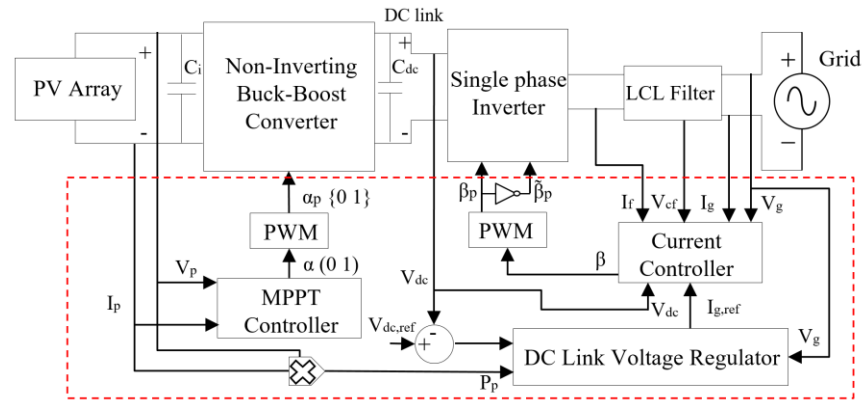 DC link
PV Array
+
-
Ci
Non-Inverting
Buck-Boost
Converter
Cdc
+
-
Single phase
Inverter
LCL Filter
+
−
Grid
αp {0 1}
PWM
α (0 1)
MPPT
Controller
Vp
Ip
βp
β̃p
PWM
β
If
Vcf
Ig
Vg
Current
Controller
Vdc
Vdc
Ig,ref
Vg
Vdc,ref
+
-
DC Link Voltage Regulator
Pp